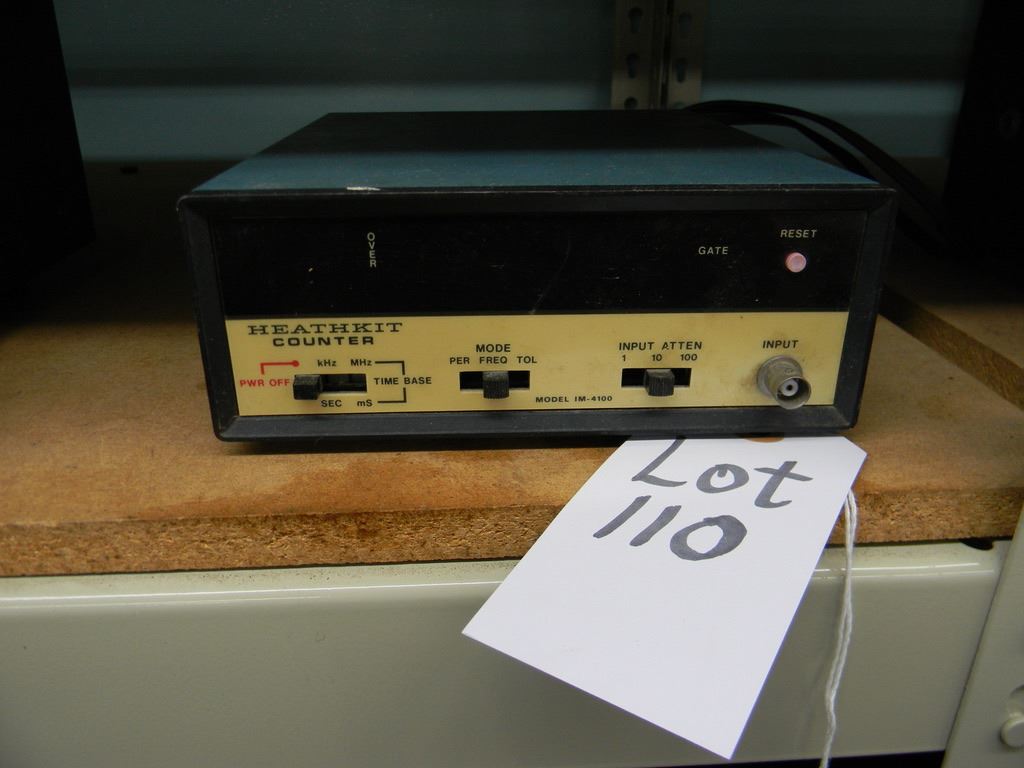 OVER
GATE
RESET
HEATHKIT
COUNTER
PWR OFF
kHz MHz
TIME BASE
SEC mS
MODE
PER FREQ TOL
MODEL IM-4100
INPUT ATTEN
1 10 100
INPUT
Lot
110